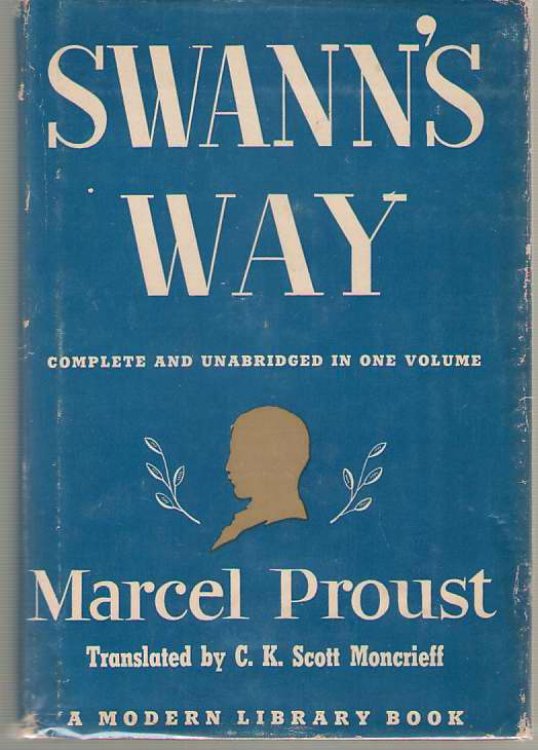 SWANN'S
WAY
COMPLETE AND UNABRIDGED IN ONE VOLUME
Marcel Proust
Translated by C. K. Scott Moncrieff
A MODERN LIBRARY BOOK